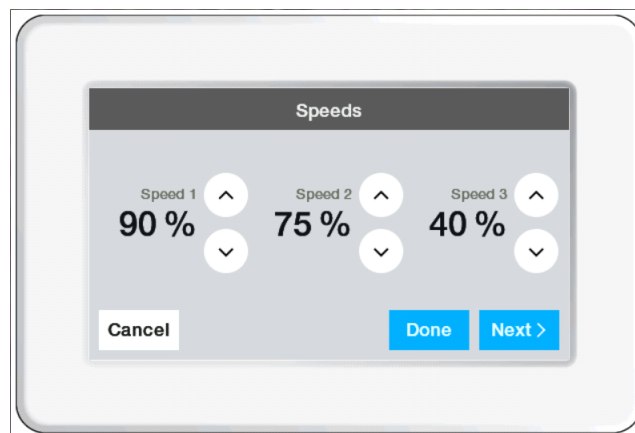 Speeds
Speed 1
90 %
Speed 2
75 %
Speed 3
40 %
Cancel
Done
Next >